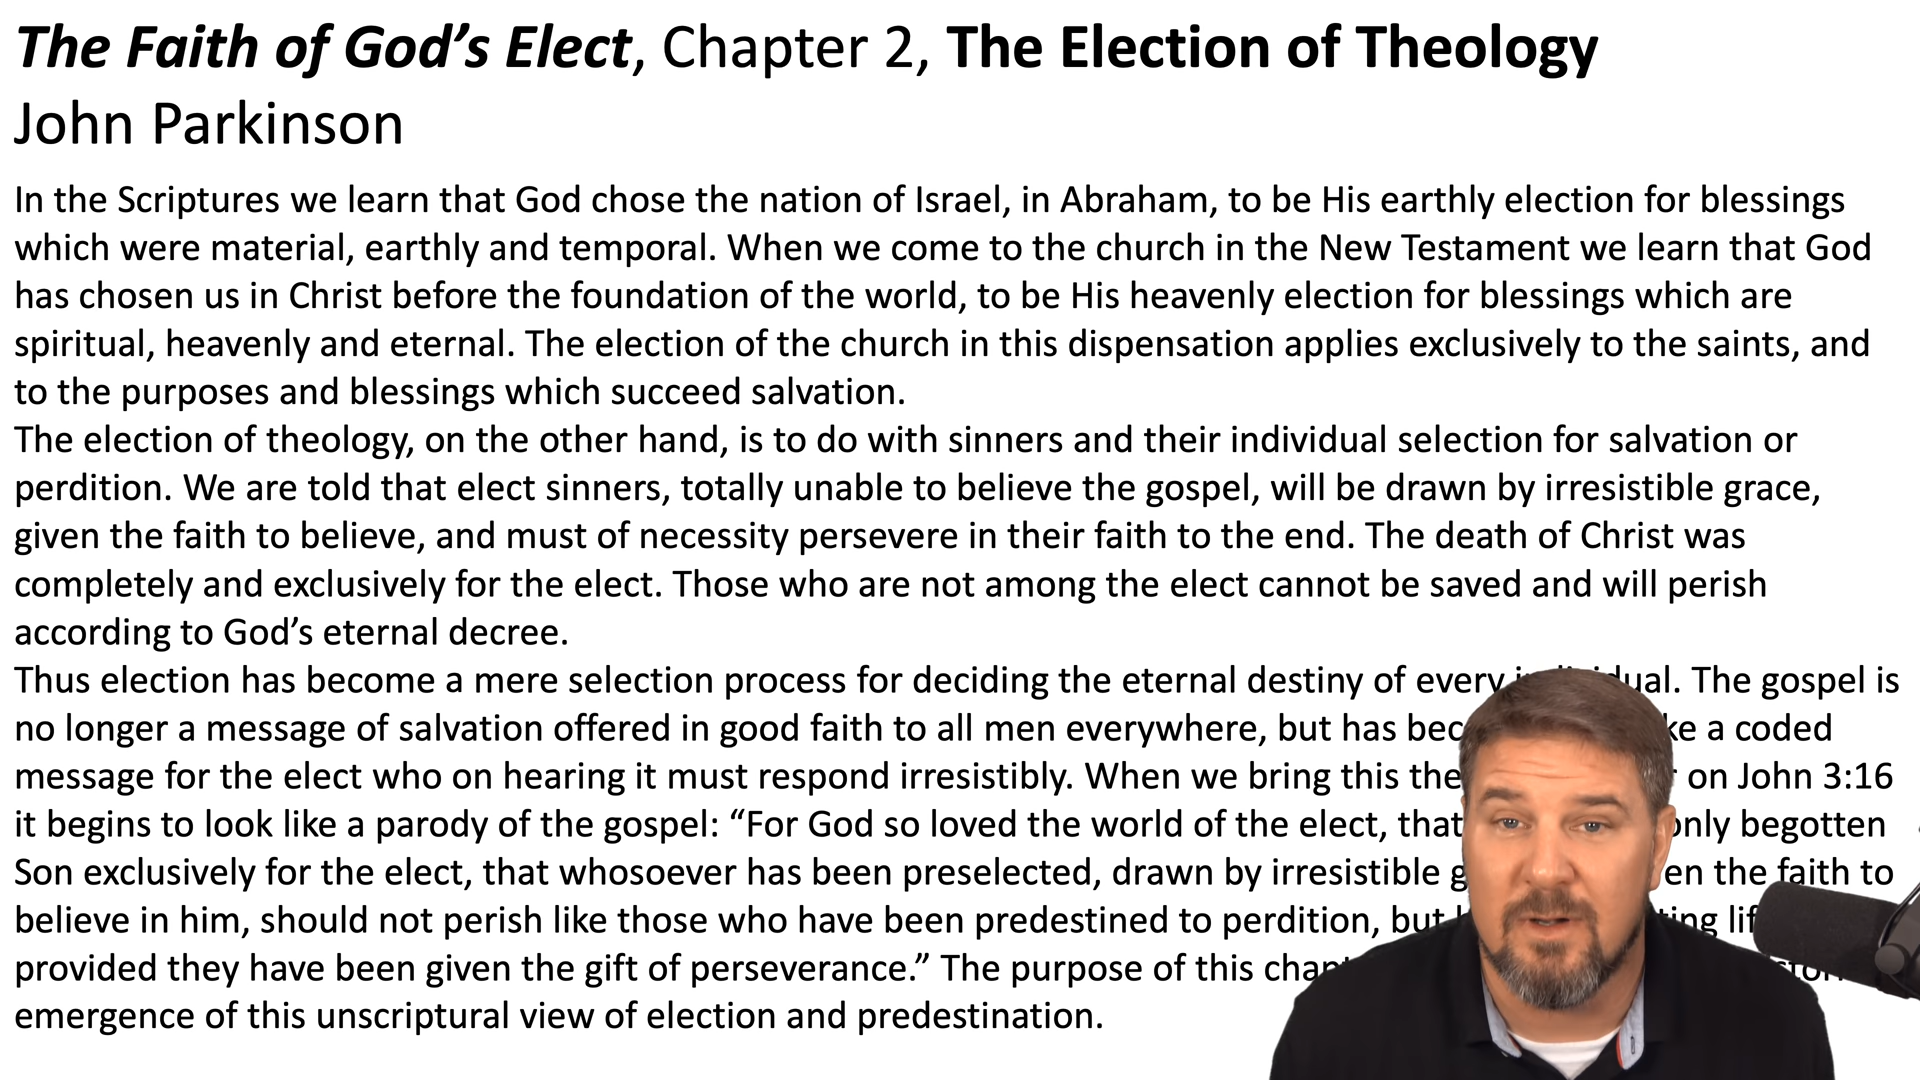 The Faith of God’s Elect, Chapter 2, The Election of Theology
John Parkinson
In the Scriptures we learn that God chose the nation of Israel, in Abraham, to be His earthly election for blessings
which were material, earthly and temporal. When we come to the church in the New Testament we learn that God
has chosen us in Christ before the foundation of the world, to be His heavenly election for blessings which are
spiritual, heavenly and eternal. The election of the church in this dispensation applies exclusively to the saints, and
to the purposes and blessings which succeed salvation.
The election of theology, on the other hand, is to do with sinners and their individual selection for salvation or
perdition. We are told that elect sinners, totally unable to believe the gospel, will be drawn by irresistible grace,
given the faith to believe, and must of necessity persevere in their faith to the end. The death of Christ was
completely and exclusively for the elect. Those who are not among the elect cannot be saved and will perish
according to God’s eternal decree.
Thus election has become a mere selection process for deciding the eternal destiny of every individual. The gospel is
no longer a message of salvation offered in good faith to all men everywhere, but has a coded
message for the elect who on hearing it must respond irresistibly. When we bring this on John 3:16
it begins to look like a parody of the gospel: “For God so loved the world of the elect, that only begotten
Son exclusively for the elect, that whosoever has been preselected, drawn by irresistible the faith to
believe in him, should not perish like those who have been predestined to perdition, but
provided they have been given the gift of perseverance.” The purpose of this
emergence of this unscriptural view of election and predestination.